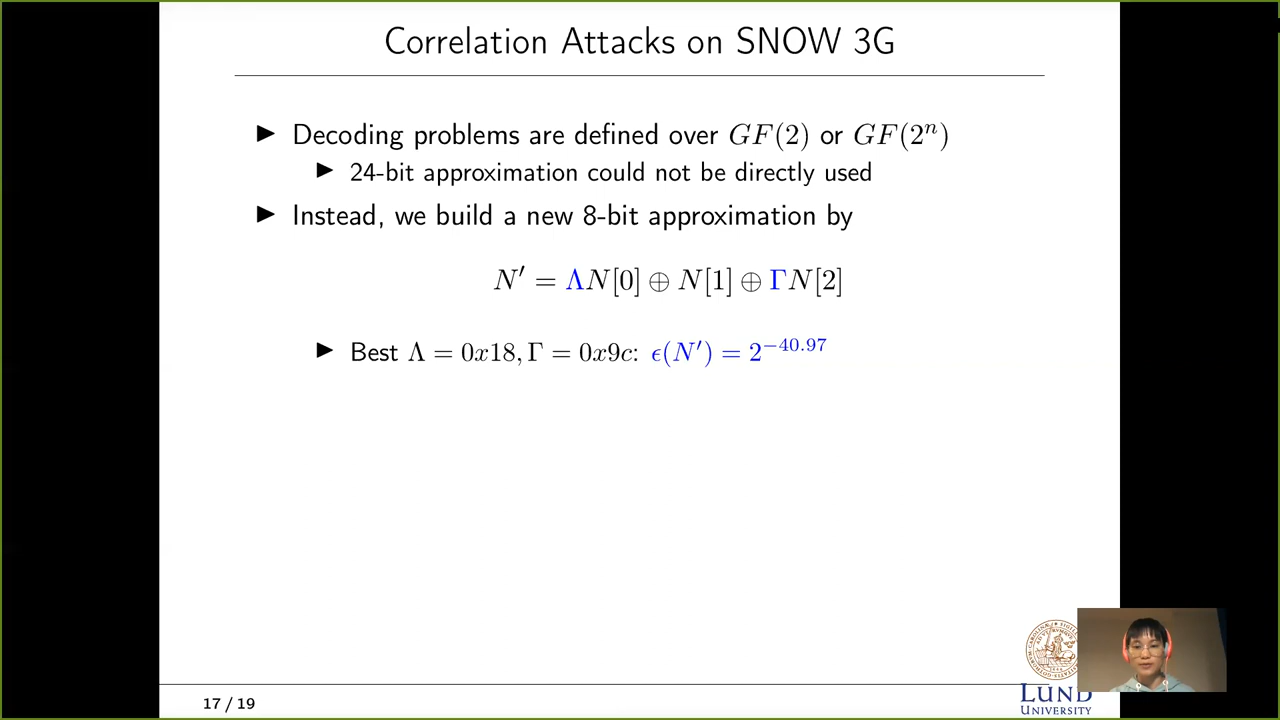 Correlation Attacks on SNOW 3G
▶ Decoding problems are defined over GF(2) or GF(2ⁿ)
▶ 24-bit approximation could not be directly used
▶ Instead, we build a new 8-bit approximation by
N′ = ΛN[0] ⊕ N[1] ⊕ ΓN[2]
▶ Best Λ = 0x18, Γ = 0x9c: ϵ(N′) = 2⁻⁴⁰·⁹⁷
17 / 19
LUND
UNIVERSITY